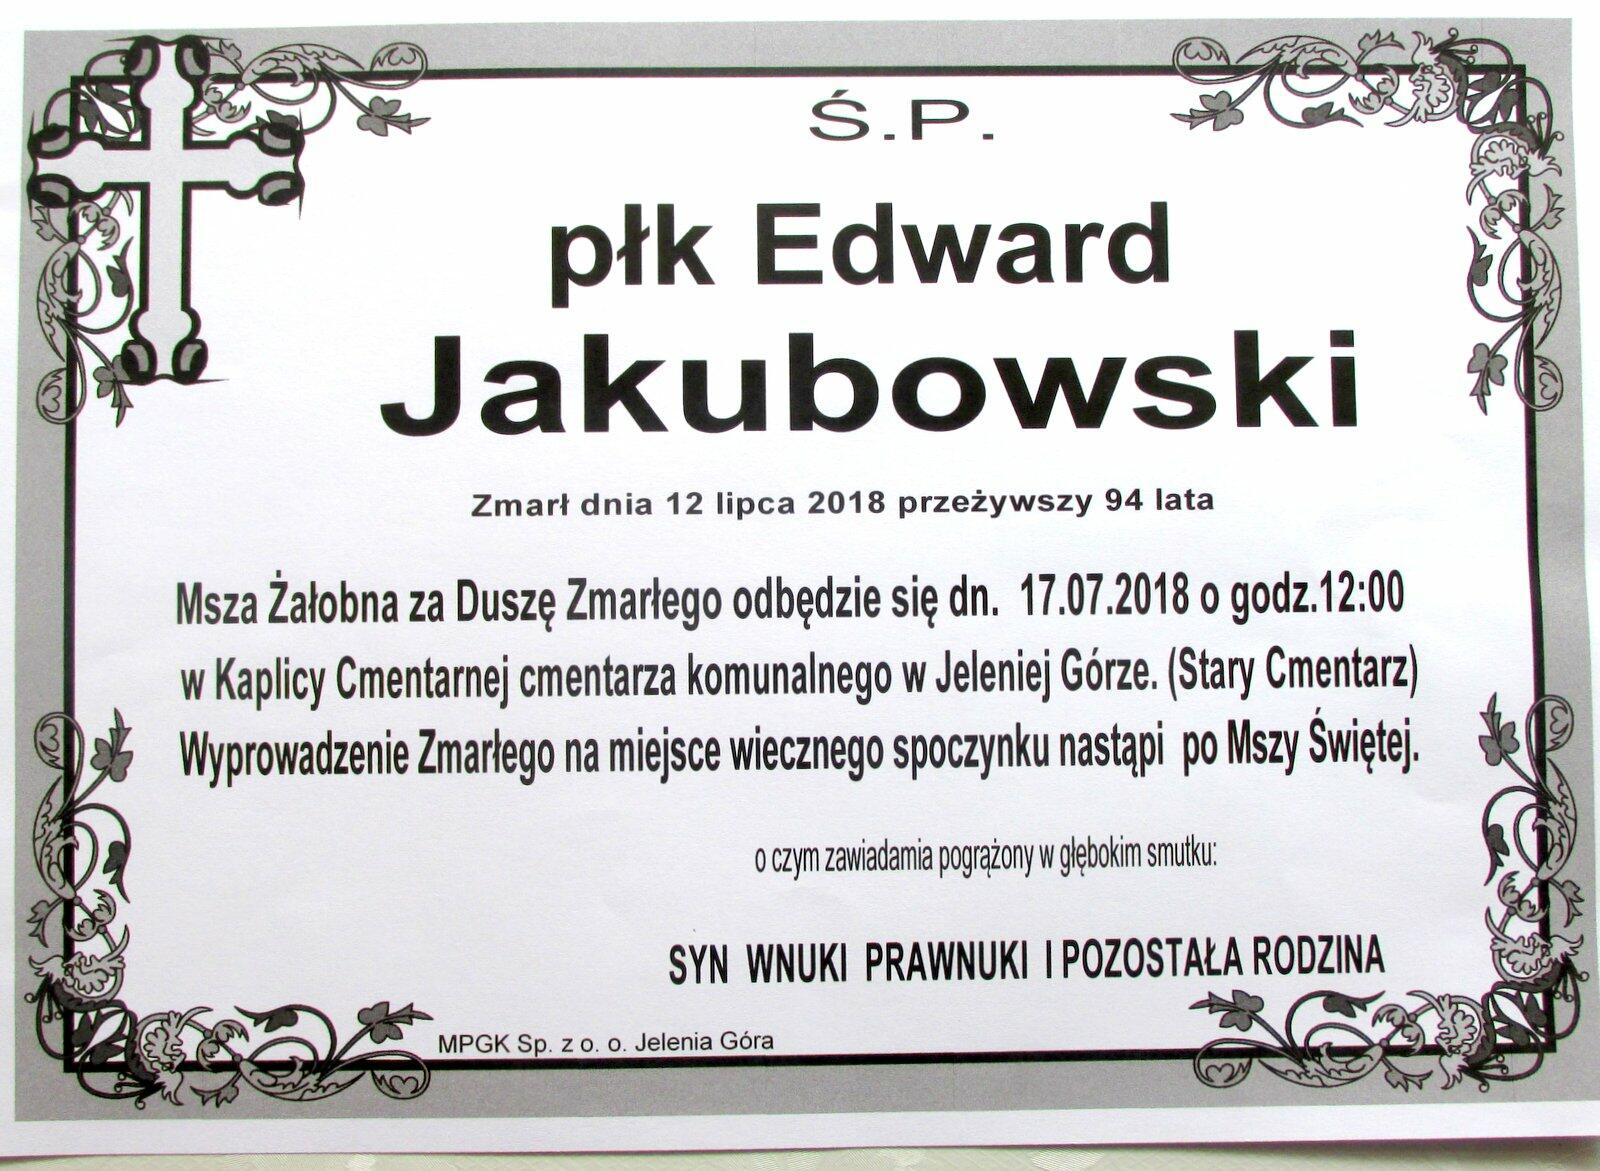 Ś.P.
płk Edward
Jakubowski
Zmarł dnia 12 lipca 2018 przeżywszy 94 lata
Msza Żałobna za Duszę Zmarłego odbędzie się dn. 17.07.2018 o godz.12:00
w Kaplicy Cmentarnej cmentarza komunalnego w Jeleniej Górze. (Stary Cmentarz)
Wyprowadzenie Zmarłego na miejsce wiecznego spoczynku nastąpi po Mszy Świętej.
o czym zawiadamia pogrążony w głębokim smutku:
SYN WNUKI PRAWNUKI I POZOSTAŁA RODZINA
MPGK Sp. z o. o. Jelenia Góra